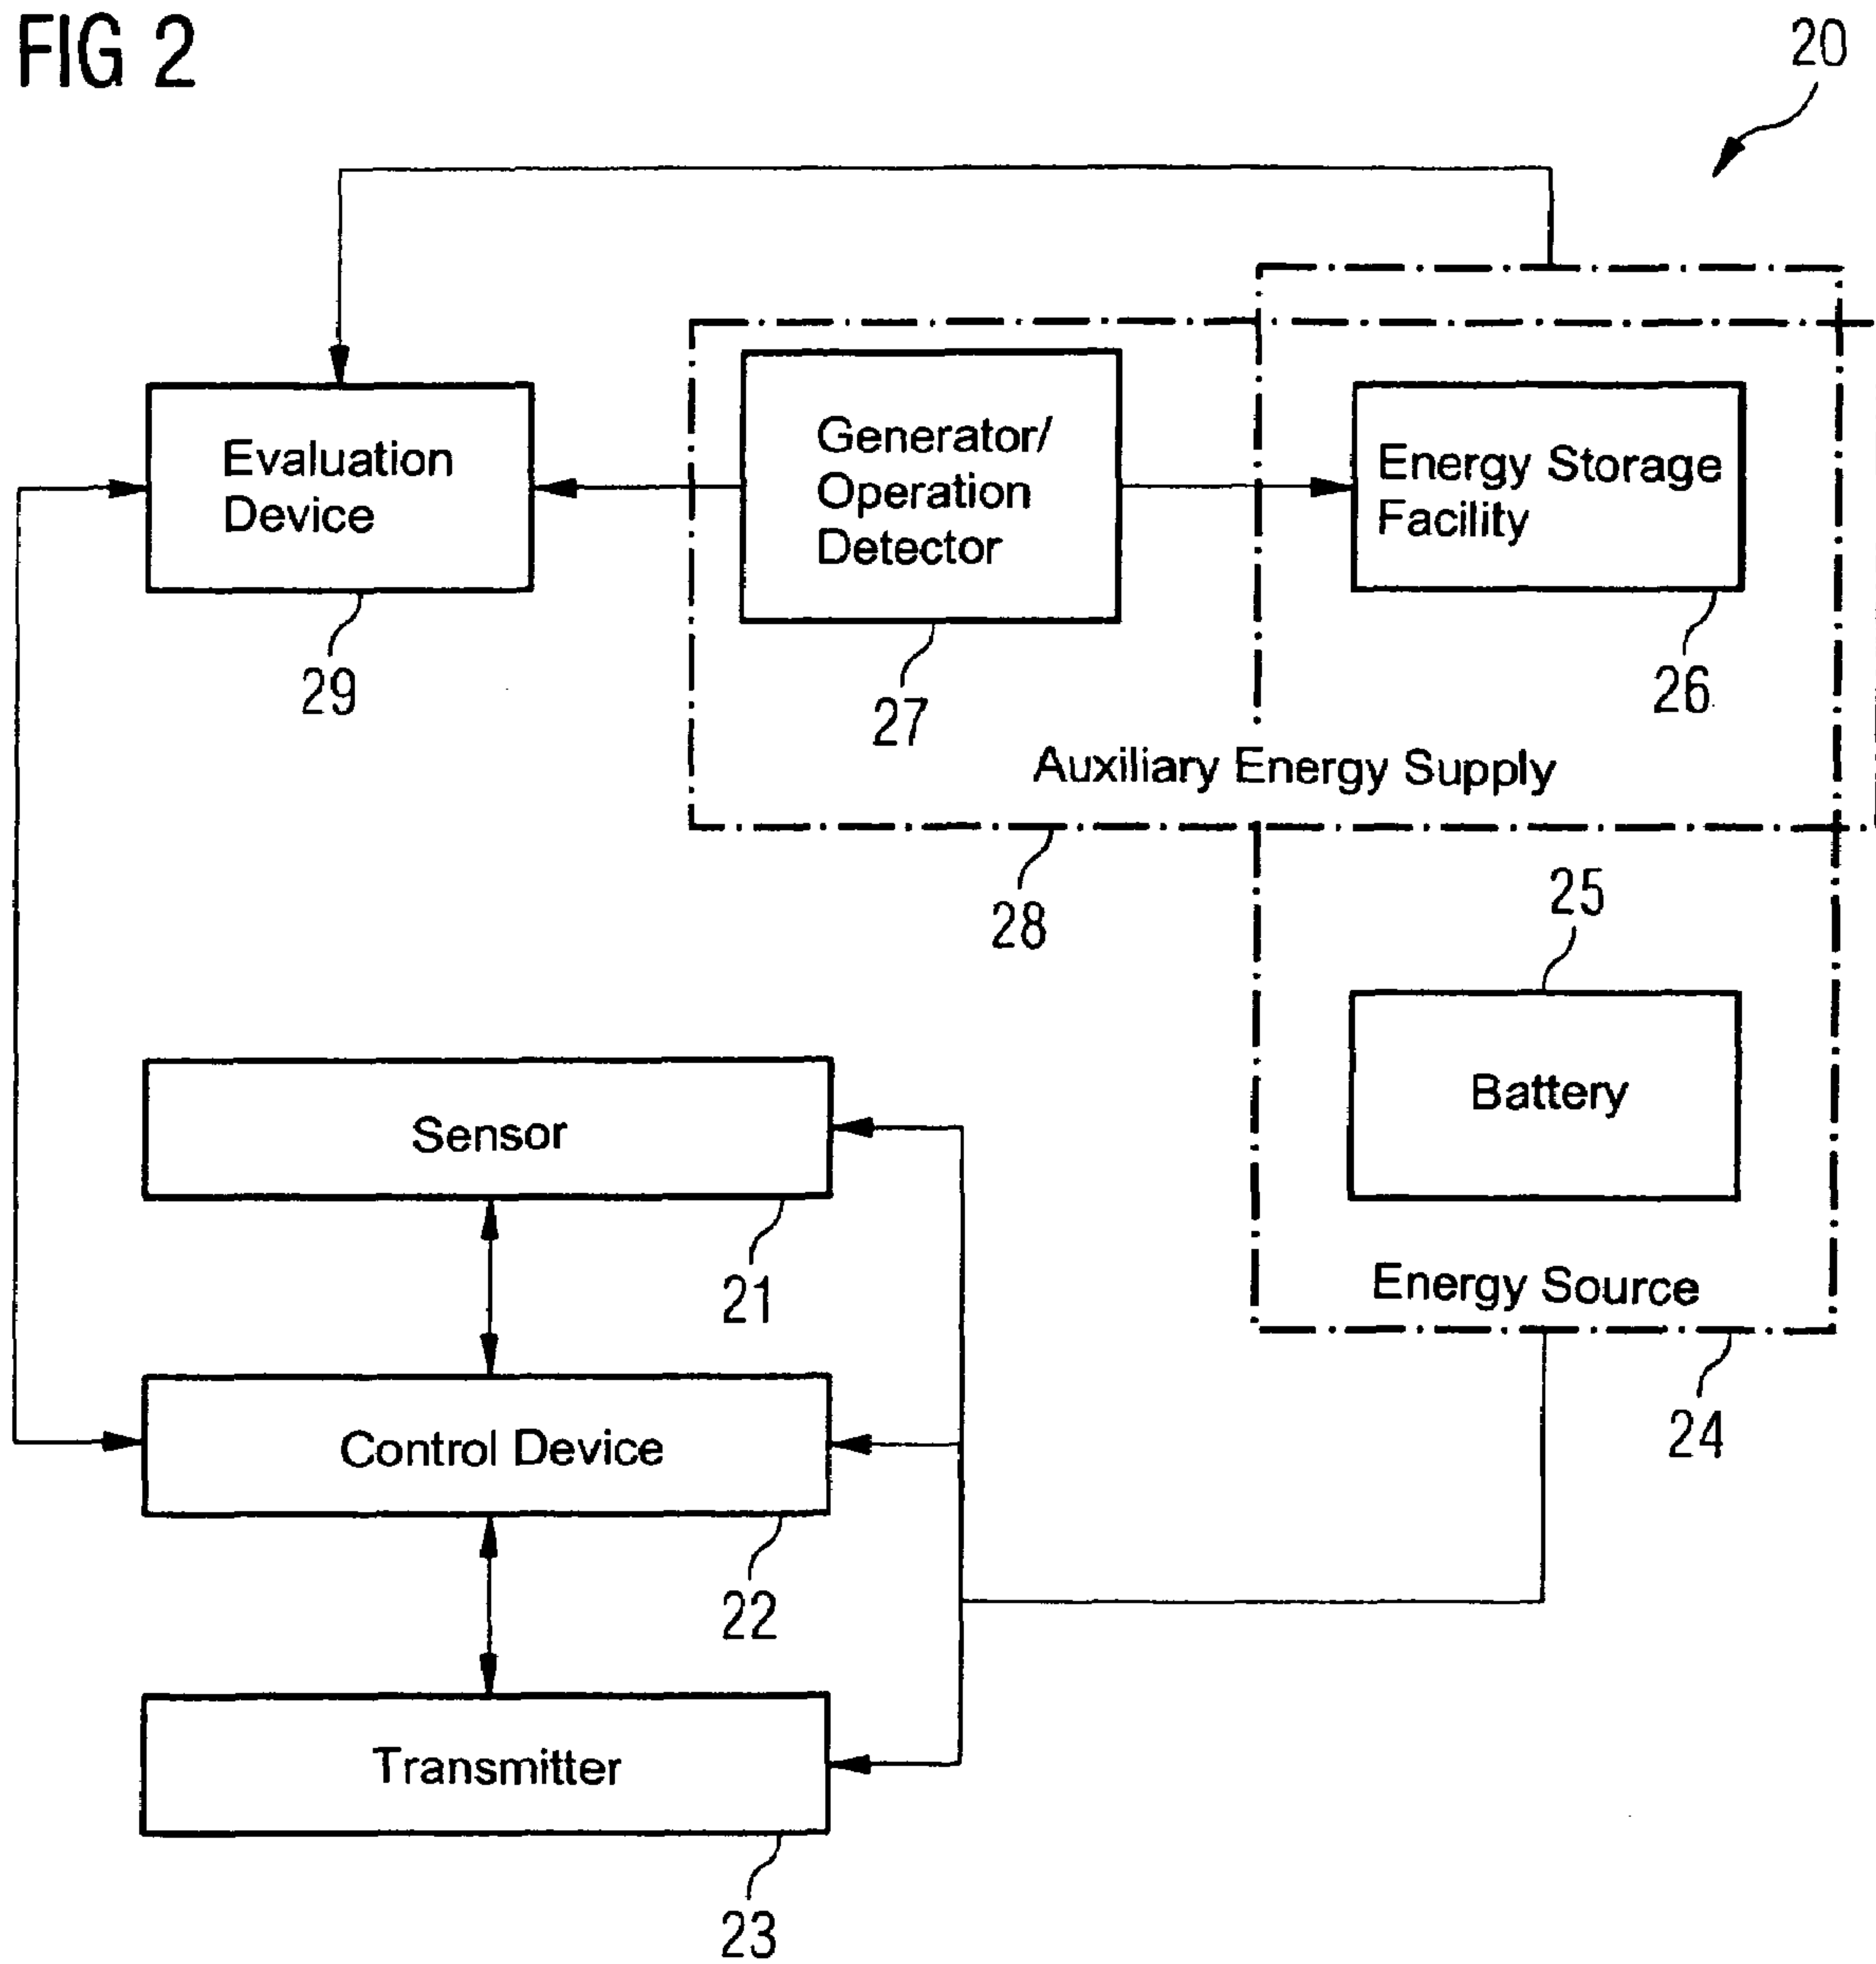 FIG 2
20
Evaluation
Device
29
Generator/
Operation
Detector
27
Energy Storage
Facility
26
Auxiliary Energy Supply
28
25
Battery
Energy Source
24
Sensor
21
Control Device
22
Transmitter
23